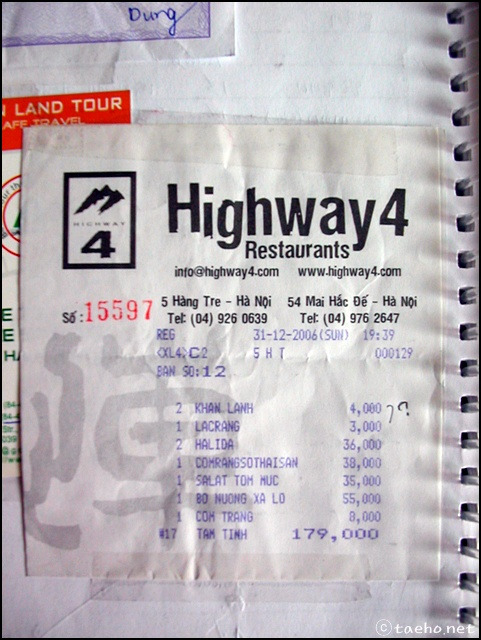 Dung
N LAND TOUR
AFE TRAVEL
HIGHWAY
4
Highway4
Restaurants
info@highway4.com www.highway4.com
5 Hàng Tre - Hà Nội 54 Mai Hắc Đế - Hà Nội
Số: 15597 Tel: (04) 926 0639 Tel: (04) 976 2647
REG 31-12-2006(SUN) 19:39
<XL4>C2 5 H T 000129
BAN SO:12
2 KHAN LANH 4,000 ??
1 LACRANG 3,000
2 HALIDA 36,000
1 COMRANGSOTHAISAN 38,000
1 SALAT TOM MUC 35,000
1 BO NUONG XA LO 55,000
1 COM TRANG 8,000
#17 TAM TINH 179,000
©taeho.net